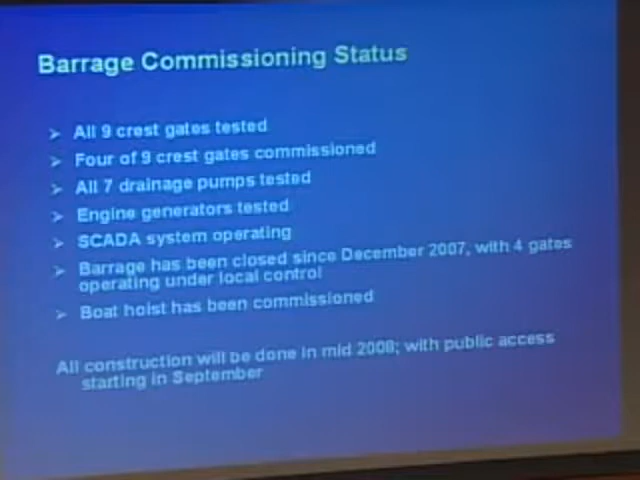 Barrage Commissioning Status
➢ All 9 crest gates tested
➢ Four of 9 crest gates commissioned
➢ All 7 drainage pumps tested
➢ Engine generators tested
➢ SCADA system operating
➢ Barrage has been closed since December 2007, with 4 gates
operating under local control
➢ Boat hoist has been commissioned
All construction will be done in mid 2008; with public access
starting in September